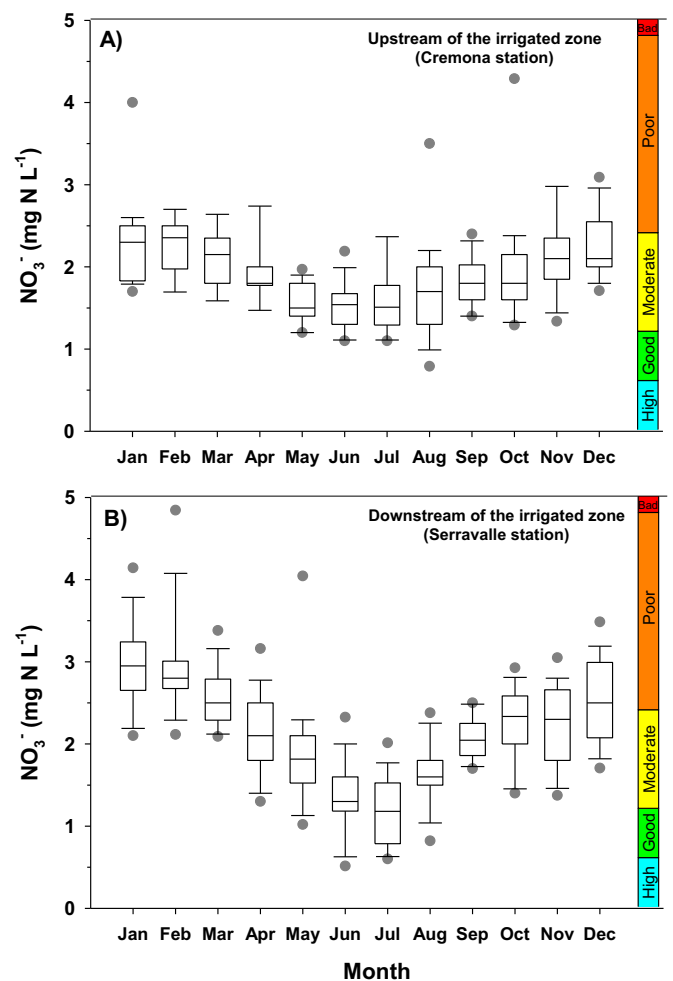 A)
Upstream of the irrigated zone
(Cremona station)
NO₃⁻ (mg N L⁻¹)
5
4
3
2
1
0
Bad
Poor
Moderate
Good
High
Jan Feb Mar Apr May Jun Jul Aug Sep Oct Nov Dec
B)
Downstream of the irrigated zone
(Serravalle station)
NO₃⁻ (mg N L⁻¹)
5
4
3
2
1
0
Bad
Poor
Moderate
Good
High
Jan Feb Mar Apr May Jun Jul Aug Sep Oct Nov Dec
Month